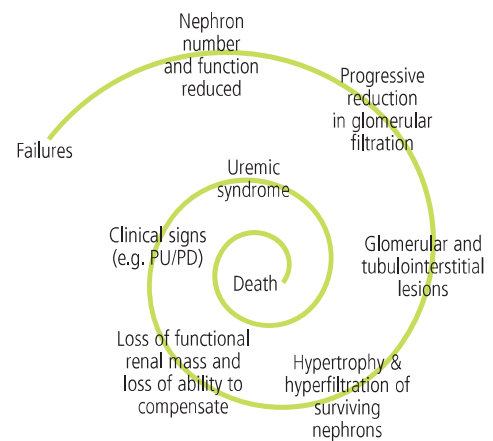 Failures
Nephron
number
and function
reduced
Progressive
reduction
in glomerular
filtration
Glomerular and
tubulointerstitial
lesions
Hypertrophy &
hyperfiltration of
surviving
nephrons
Loss of functional
renal mass and
loss of ability to
compensate
Clinical signs
(e.g. PU/PD)
Uremic
syndrome
Death